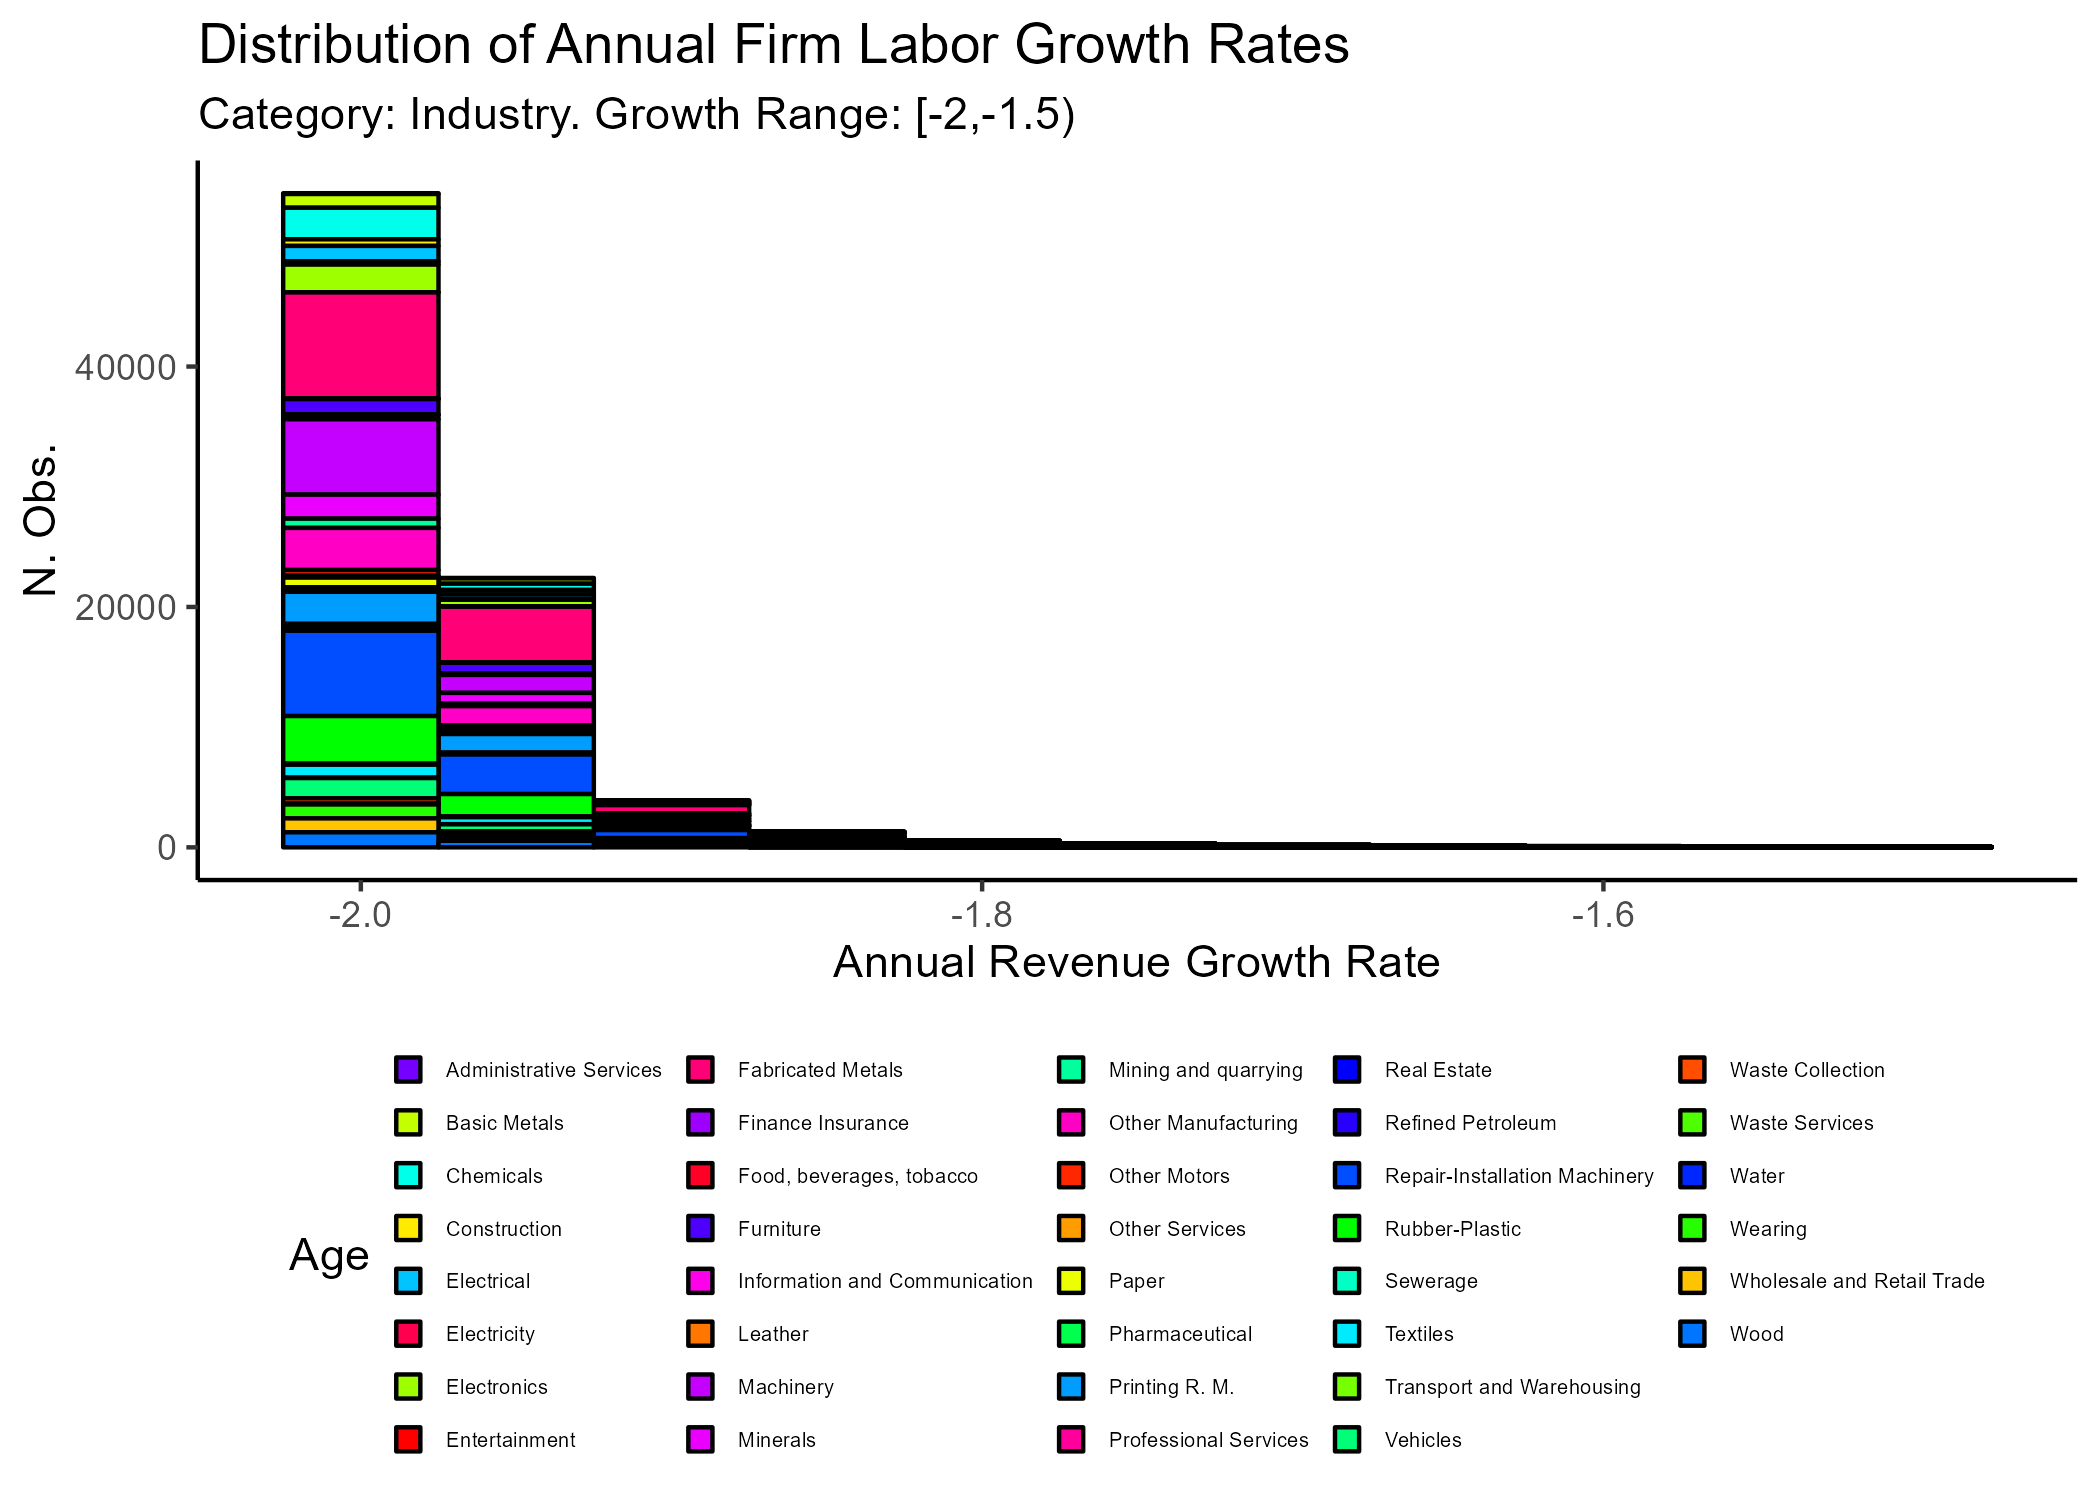 Distribution of Annual Firm Labor Growth Rates
Category: Industry. Growth Range: [-2,-1.5)
N. Obs.
40000
20000
0
-2.0
-1.8
-1.6
Annual Revenue Growth Rate
Age
Administrative Services
Basic Metals
Chemicals
Construction
Electrical
Electricity
Electronics
Entertainment
Fabricated Metals
Finance Insurance
Food, beverages, tobacco
Furniture
Information and Communication
Leather
Machinery
Minerals
Mining and quarrying
Other Manufacturing
Other Motors
Other Services
Paper
Pharmaceutical
Printing R. M.
Professional Services
Real Estate
Refined Petroleum
Repair-Installation Machinery
Rubber-Plastic
Sewerage
Textiles
Transport and Warehousing
Vehicles
Waste Collection
Waste Services
Water
Wearing
Wholesale and Retail Trade
Wood